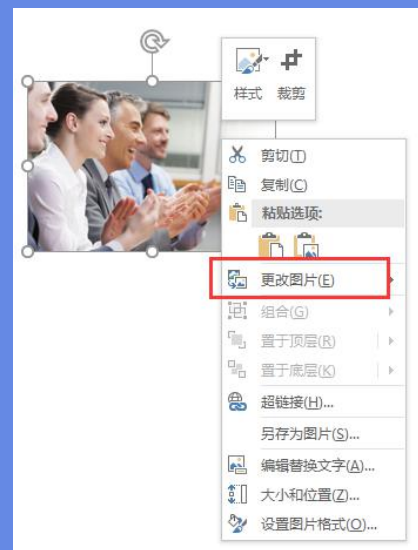 样式 裁剪
剪切(T)
复制(C)
粘贴选项:
更改图片(E)
组合(G)
置于顶层(R)
置于底层(K)
超链接(H)...
另存为图片(S)...
编辑替换文字(A)...
大小和位置(Z)...
设置图片格式(O)...